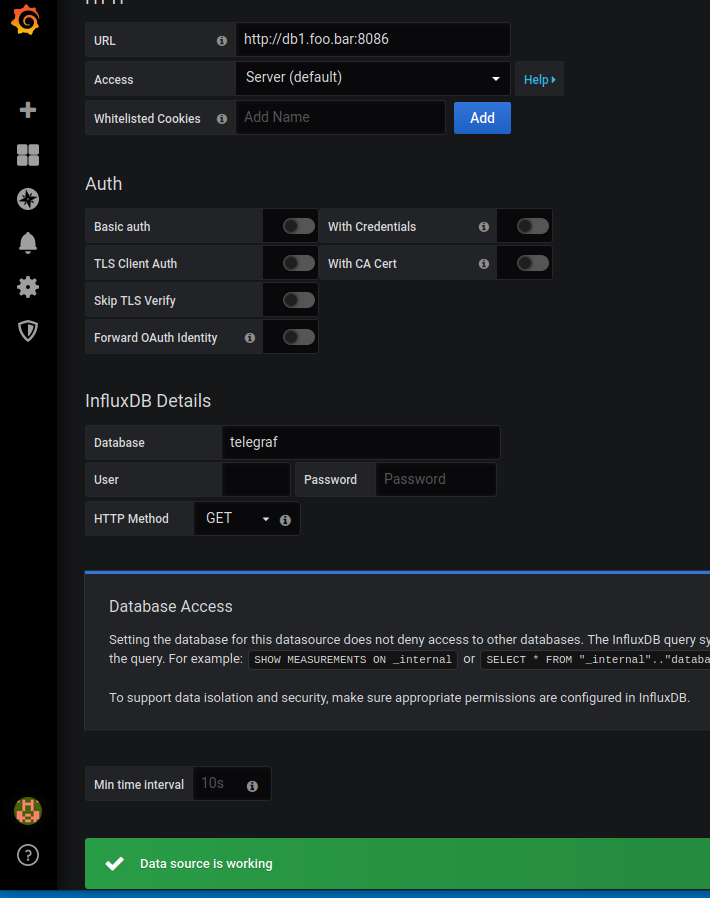 URL
http://db1.foo.bar:8086
Access
Server (default)
Help
Whitelisted Cookies
Add Name
Add
Auth
Basic auth
With Credentials
TLS Client Auth
With CA Cert
Skip TLS Verify
Forward OAuth Identity
InfluxDB Details
Database
telegraf
User
Password
Password
HTTP Method
GET
Database Access
Setting the database for this datasource does not deny access to other databases. The InfluxDB query sy
the query. For example: SHOW MEASUREMENTS ON _internal or SELECT * FROM "_internal".."databa
To support data isolation and security, make sure appropriate permissions are configured in InfluxDB.
Min time interval
10s
Data source is working